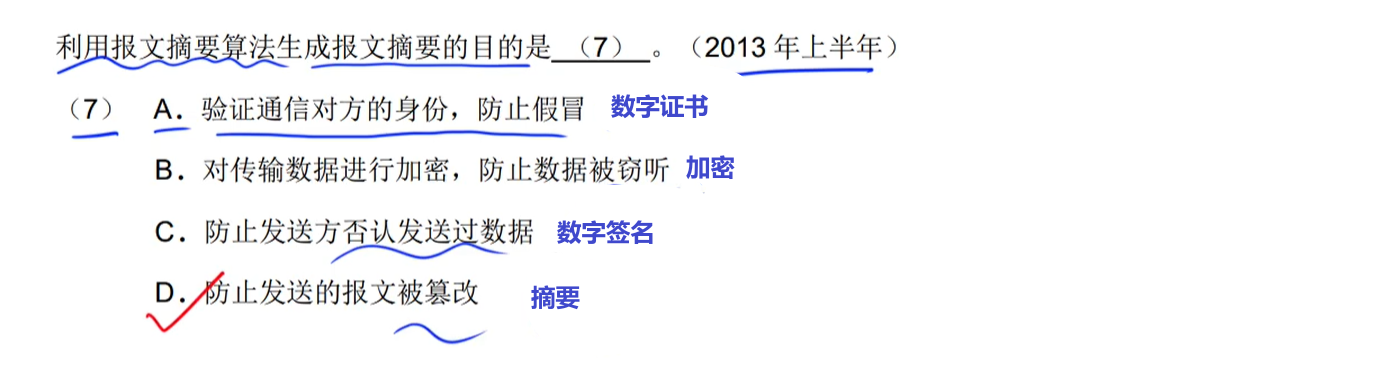 利用报文摘要算法生成报文摘要的目的是 （7） 。（2013 年上半年）
（7） A．验证通信对方的身份，防止假冒 数字证书
B．对传输数据进行加密，防止数据被窃听 加密
C．防止发送方否认发送过数据 数字签名
D．防止发送的报文被篡改 摘要